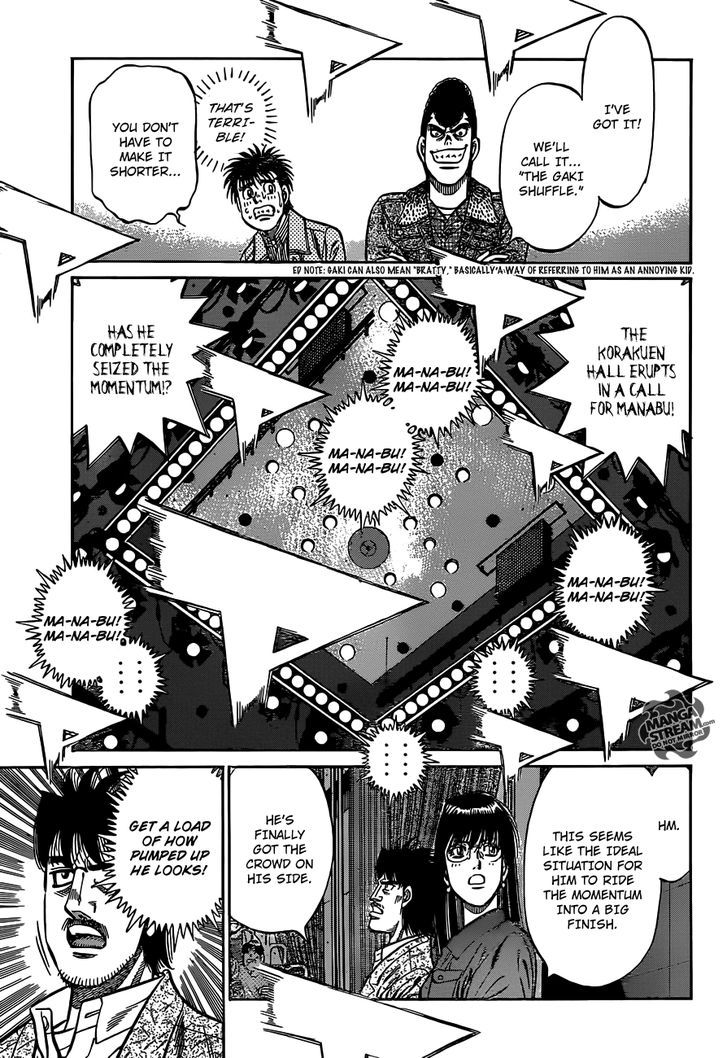 I'VE
GOT IT!
WE'LL
CALL IT...
"THE GAKI
SHUFFLE."
THAT'S
TERRI-
BLE!
YOU DON'T
HAVE TO
MAKE IT
SHORTER...
ED NOTE: GAKI CAN ALSO MEAN "BRATTY," BASICALLY A WAY OF REFERRING TO HIM AS AN ANNOYING KID.
THE
KORAKUEN
HALL ERUPTS
IN A CALL
FOR MANABU!
MA-NA-BU!
MA-NA-BU!
MA-NA-BU!
MA-NA-BU!
HAS HE
COMPLETELY
SEIZED THE
MOMENTUM!?
MA-NA-BU!
MA-NA-BU!
MA-NA-BU!
MA-NA-BU!
MANGA
STREAM.com
DO NOT MIRROR
HM.
THIS SEEMS
LIKE THE IDEAL
SITUATION FOR
HIM TO RIDE
THE MOMENTUM
INTO A BIG
FINISH.
HE'S
FINALLY
GOT THE
CROWD ON
HIS SIDE.
GET A LOAD
OF HOW
PUMPED UP
HE LOOKS!